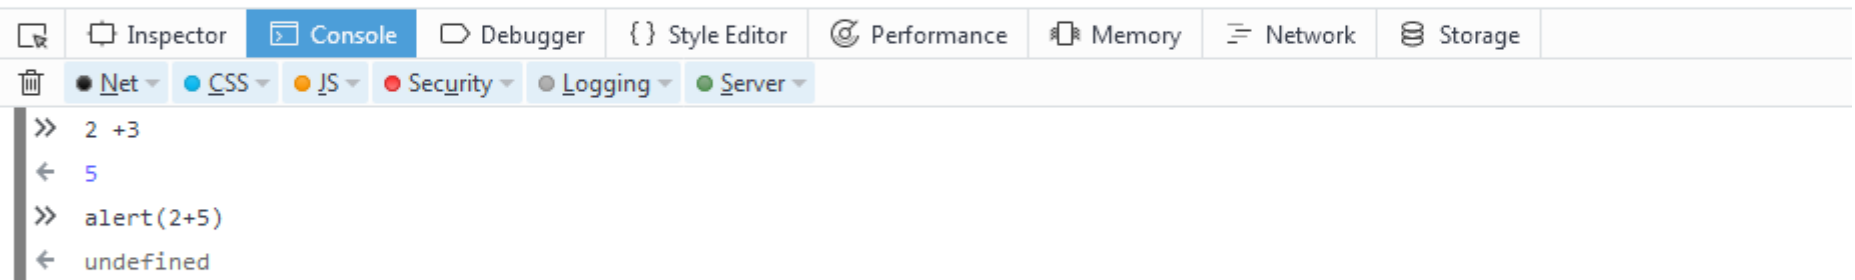 Inspector Console Debugger { } Style Editor Performance Memory Network Storage
Net CSS JS Security Logging Server
2 +3
5
alert(2+5)
undefined